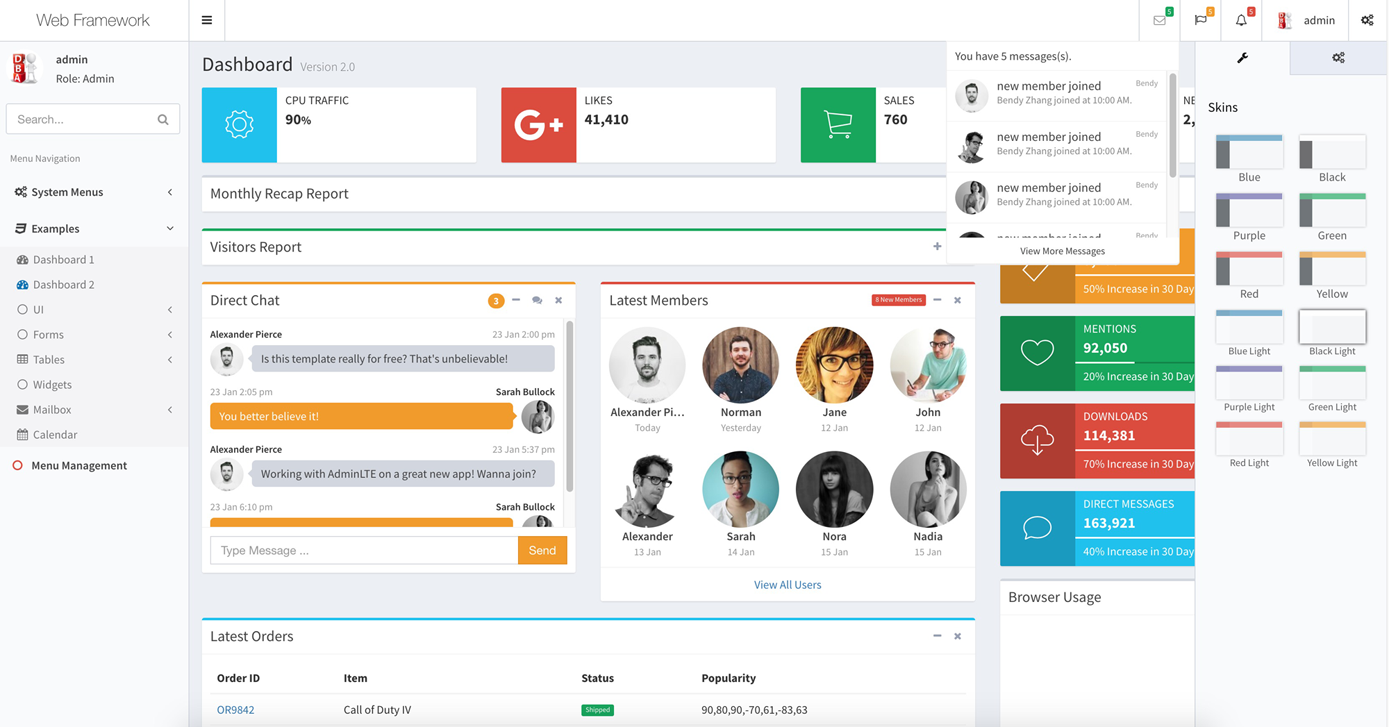 Web Framework
5
5
5
admin
admin
Role: Admin
Search...
Menu Navigation
System Menus
Examples
Dashboard 1
Dashboard 2
UI
Forms
Tables
Widgets
Mailbox
Calendar
Menu Management
Dashboard Version 2.0
CPU TRAFFIC
90%
LIKES
41,410
SALES
760
NE
2,
You have 5 messages(s).
new member joined Bendy
Bendy Zhang joined at 10:00 AM.
new member joined Bendy
Bendy Zhang joined at 10:00 AM.
new member joined Bendy
Bendy Zhang joined at 10:00 AM.
new member joined Bendy
View More Messages
Monthly Recap Report
Visitors Report
Direct Chat 3
Alexander Pierce 23 Jan 2:00 pm
Is this template really for free? That's unbelievable!
23 Jan 2:05 pm Sarah Bullock
You better believe it!
Alexander Pierce 23 Jan 5:37 pm
Working with AdminLTE on a great new app! Wanna join?
23 Jan 6:10 pm Sarah Bullock
Type Message ... Send
Latest Members 8 New Members
Alexander Pi... Norman Jane John
Today Yesterday 12 Jan 12 Jan
Alexander Sarah Nora Nadia
13 Jan 14 Jan 15 Jan 15 Jan
View All Users
50% Increase in 30 Day
MENTIONS
92,050
20% Increase in 30 Day
DOWNLOADS
114,381
70% Increase in 30 Day
DIRECT MESSAGES
163,921
40% Increase in 30 Day
Browser Usage
Latest Orders
Order ID Item Status Popularity
OR9842 Call of Duty IV Shipped 90,80,90,-70,61,-83,63
Skins
Blue Black
Purple Green
Red Yellow
Blue Light Black Light
Purple Light Green Light
Red Light Yellow Light